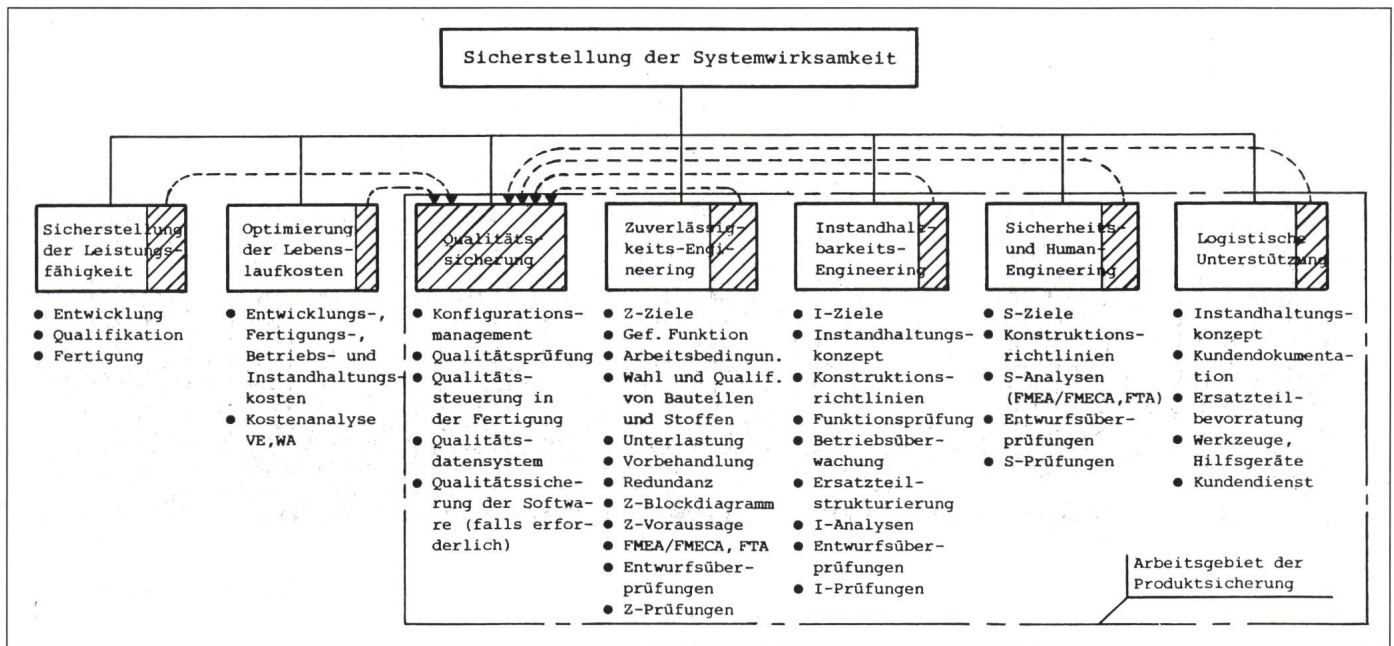 Sicherstellung der Systemwirksamkeit
Sicherstellung
der Leistungs-
fähigkeit
● Entwicklung
● Qualifikation
● Fertigung
Optimierung
der Lebens-
laufkosten
● Entwicklungs-,
Fertigungs-,
Betriebs- und
Instandhaltungs-
kosten
● Kostenanalyse
VE,WA
Qualitäts-
sicherung
● Konfigurations-
management
● Qualitätsprüfung
● Qualitäts-
steuerung in
der Fertigung
● Qualitäts-
datensystem
● Qualitätssiche-
rung der Softwa-
re (falls erfor-
derlich)
Zuverlässig-
keits-Engi-
neering
● Z-Ziele
● Gef. Funktion
● Arbeitsbedingun.
● Wahl und Qualif.
von Bauteilen
und Stoffen
● Unterlastung
● Vorbehandlung
● Redundanz
● Z-Blockdiagramm
● Z-Voraussage
● FMEA/FMECA, FTA
● Entwurfsüber-
prüfungen
● Z-Prüfungen
Instandhalt-
barkeits-
Engineering
● I-Ziele
● Instandhaltungs-
konzept
● Konstruktions-
richtlinien
● Funktionsprüfung
● Betriebsüber-
wachung
● Ersatzteil-
strukturierung
● I-Analysen
● Entwurfsüber-
prüfungen
● I-Prüfungen
Sicherheits-
und Human-
Engineering
● S-Ziele
● Konstruktions-
richtlinien
● S-Analysen
(FMEA/FMECA,FTA)
● Entwurfsüber-
prüfungen
● S-Prüfungen
Logistische
Unterstützung
● Instandhaltungs-
konzept
● Kundendokumenta-
tion
● Ersatzteil-
bevorratung
● Werkzeuge,
Hilfsgeräte
● Kundendienst
Arbeitsgebiet der
Produktsicherung